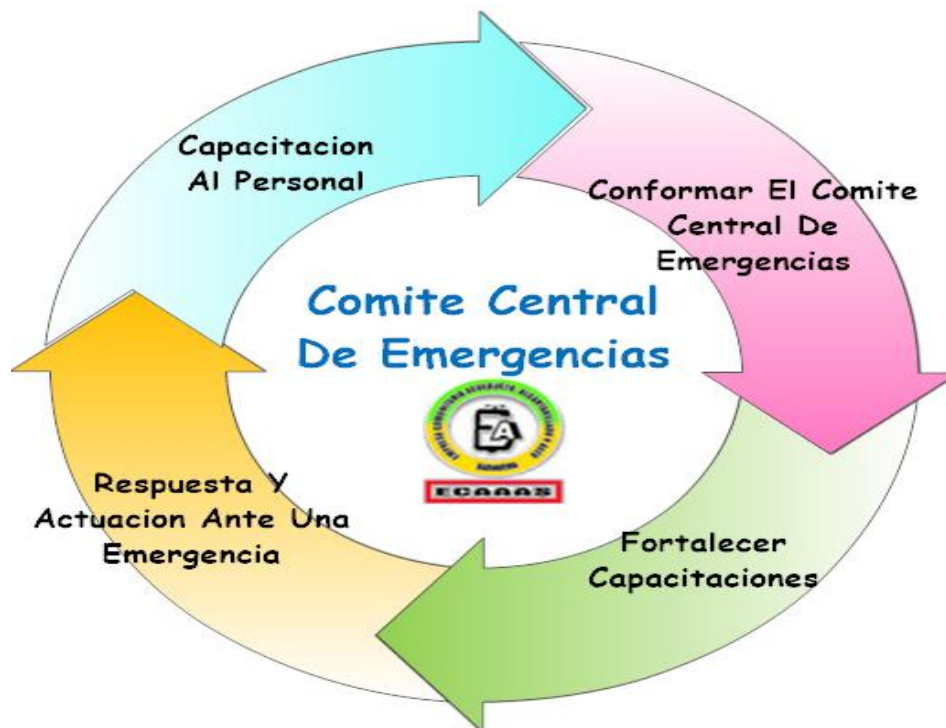 Capacitacion
Al Personal
Conformar El Comite
Central De
Emergencias
Comite Central
De Emergencias
EA
ECAAAS
Respuesta Y
Actuacion Ante Una
Emergencia
Fortalecer
Capacitaciones